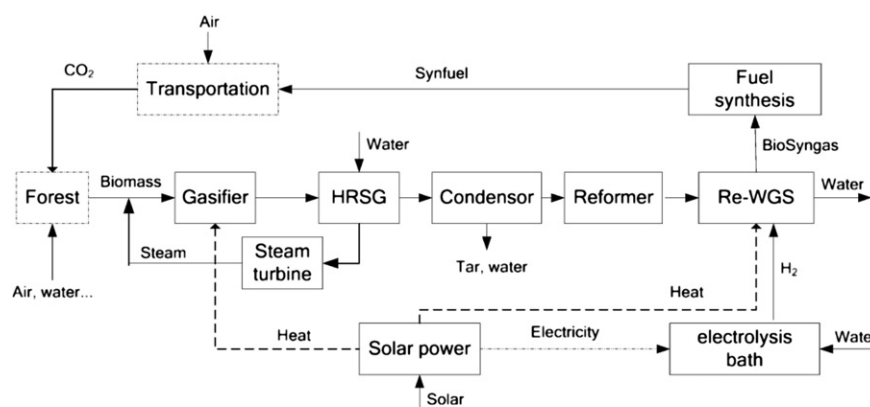 Air
CO₂
Transportation
Synfuel
Fuel
synthesis
Water
BioSyngas
Forest
Biomass
Gasifier
HRSG
Condensor
Reformer
Re-WGS
Water
Steam
Steam
turbine
Tar, water
H₂
Air, water...
Heat
Heat
Solar power
Electricity
electrolysis
bath
Water
Solar